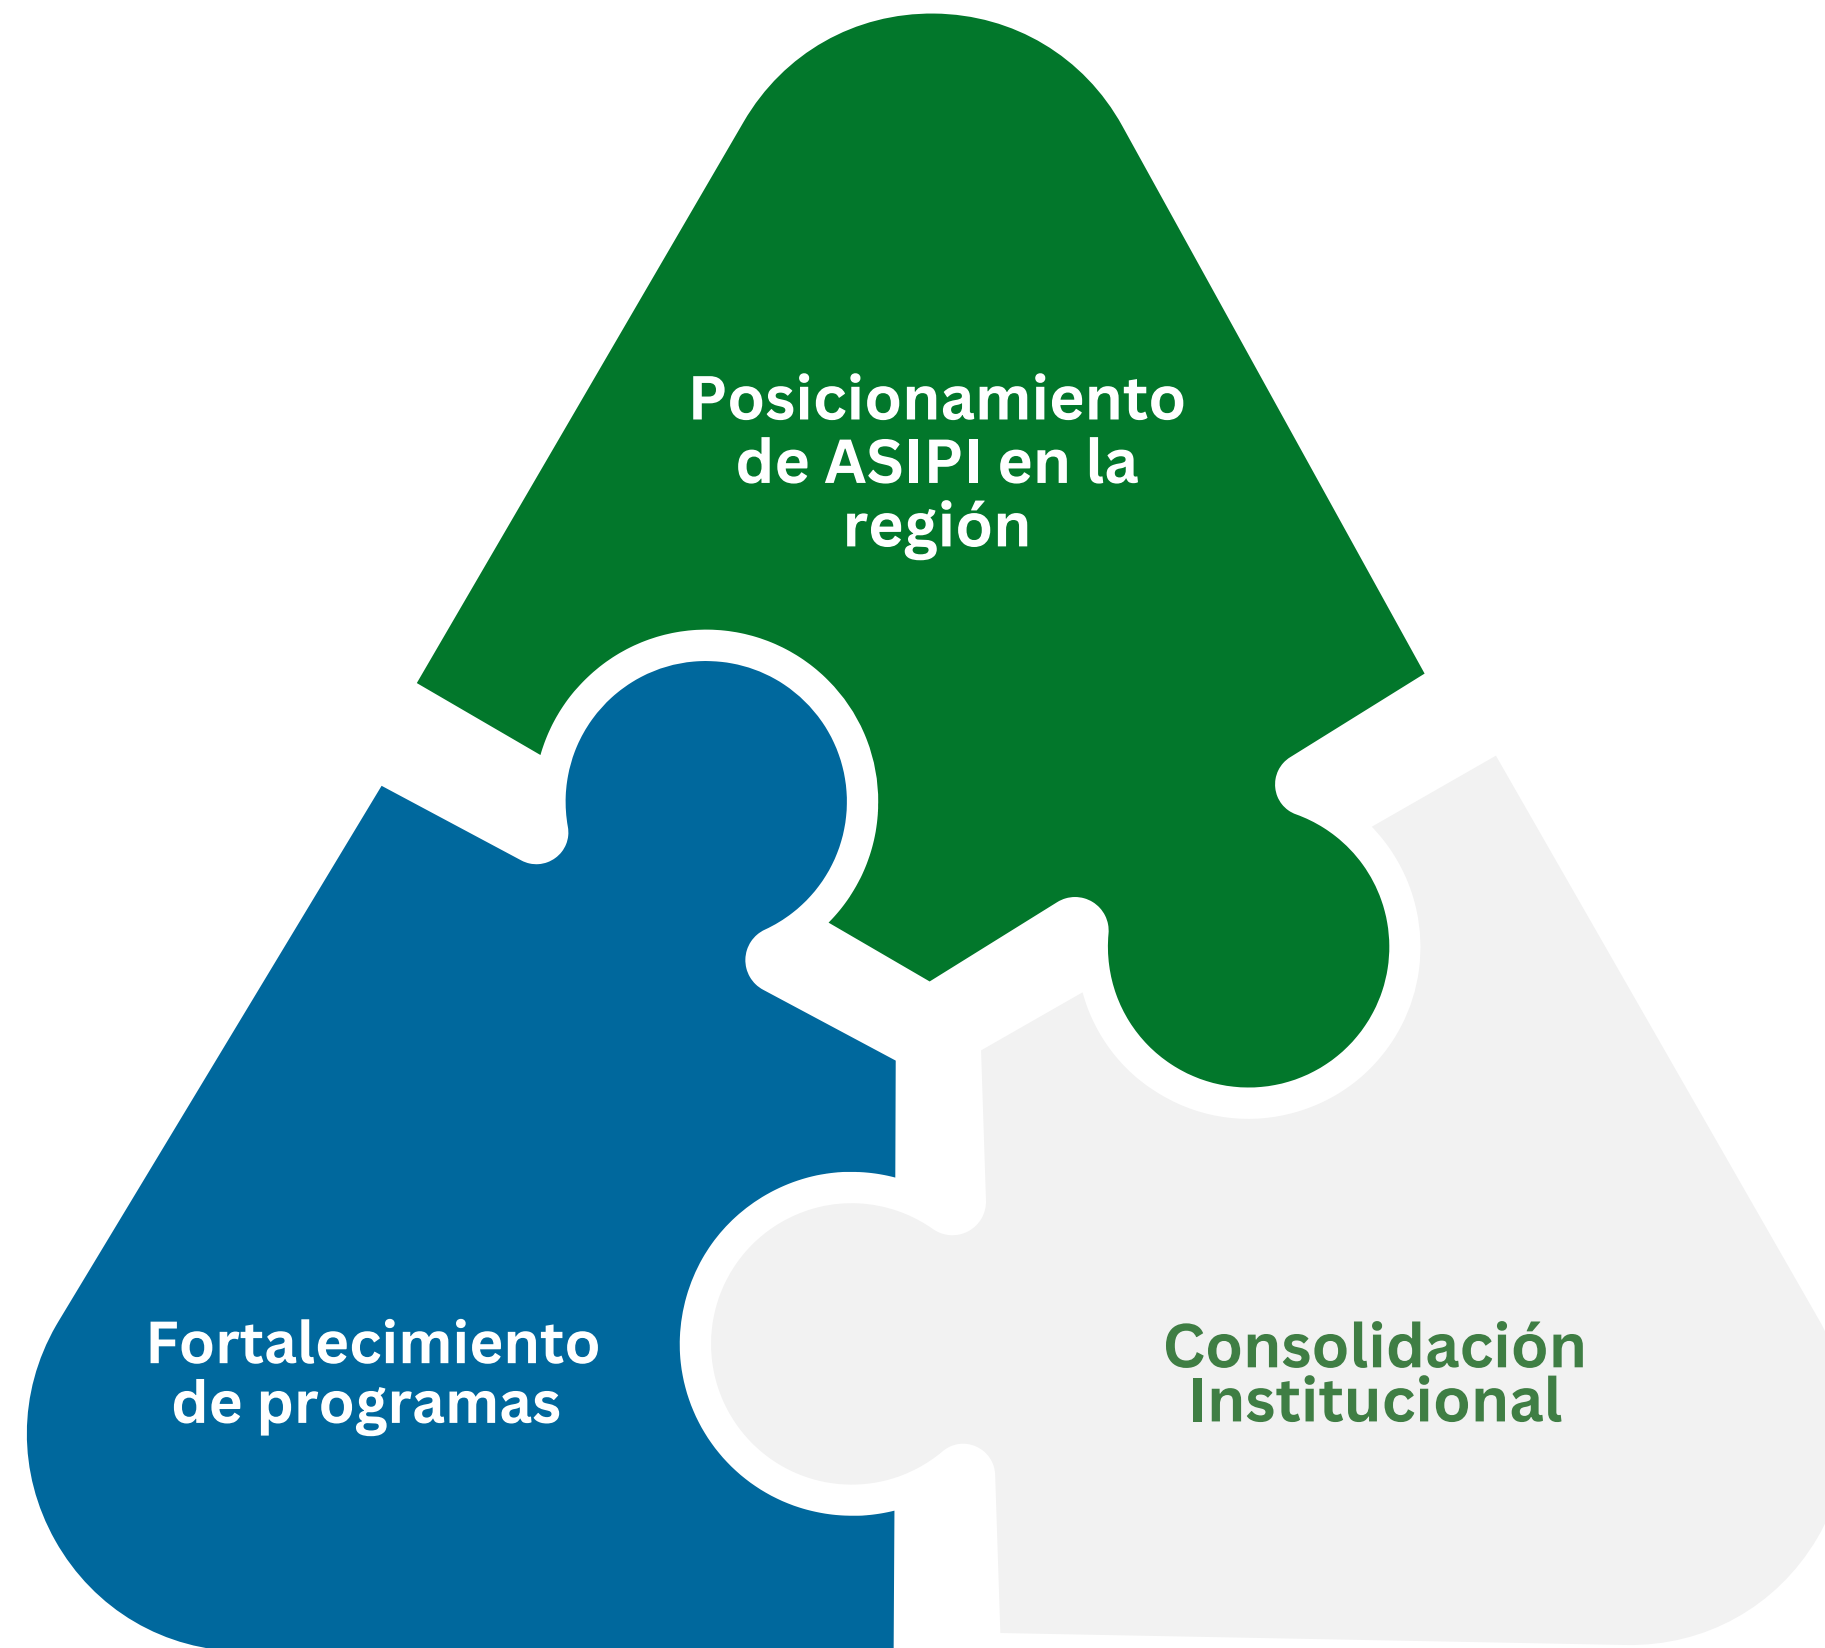 Posicionamiento
de ASIPI en la
región
Fortalecimiento
de programas
Consolidación
Institucional